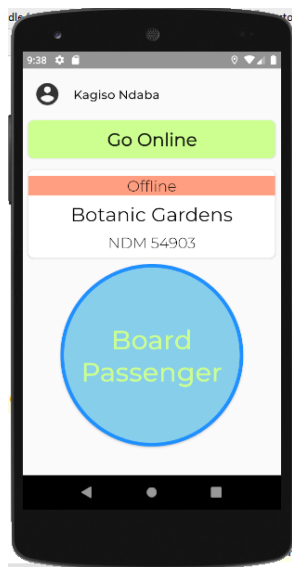 9:38
Kagiso Ndaba
Go Online
Offline
Botanic Gardens
NDM 54903
Board
Passenger